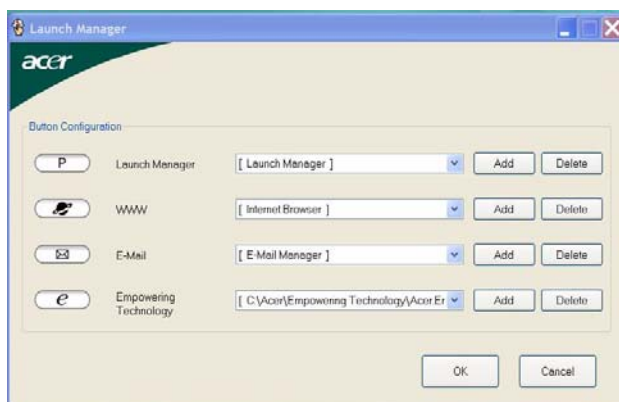 Launch Manager
acer
Button Configuration
P Launch Manager [ Launch Manager ] Add Delete
WWW [ Internet Browser ] Add Delete
E-Mail [ E-Mail Manager ] Add Delete
e Empowering Technology [ C:\Acer\Empowering Technology\Acer.Er Add Delete
OK Cancel